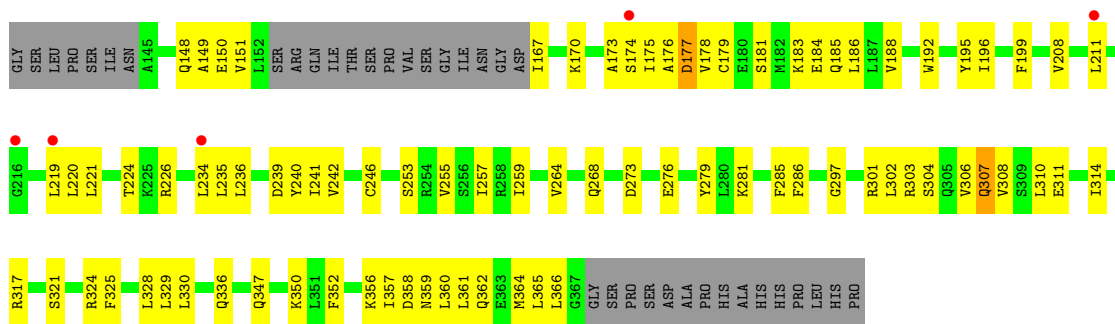 GLY SER LEU PRO SER ILE ASN A145 Q148 A149 E150 V151 L152 SER ARG GLN ILE THR SER PRO VAL SER GLY ILE ASN GLY ASP I167 K170 A173 S174 I175 A176 D177 V178 C179 E180 S181 M182 K183 E184 Q185 L186 L187 V188 W192 Y195 I196 F199 V208 L211
G216 L219 L220 L221 T224 K225 R226 L234 L235 L236 D239 Y240 I241 V242 C246 S253 R254 V255 S256 I257 R258 I259 V264 Q268 D273 E276 Y279 L280 K281 F285 F286 G297 R301 L302 R303 S304 Q305 V306 Q307 V308 S309 L310 E311 I314
R317 S321 R324 F325 L328 L329 L330 Q336 Q347 K350 L351 F352 K356 I357 D358 N359 L360 L361 Q362 E363 M364 L365 L366 G367 GLY SER PRO SER ASP ALA PRO HIS ALA HIS HIS PRO LEU HIS PRO